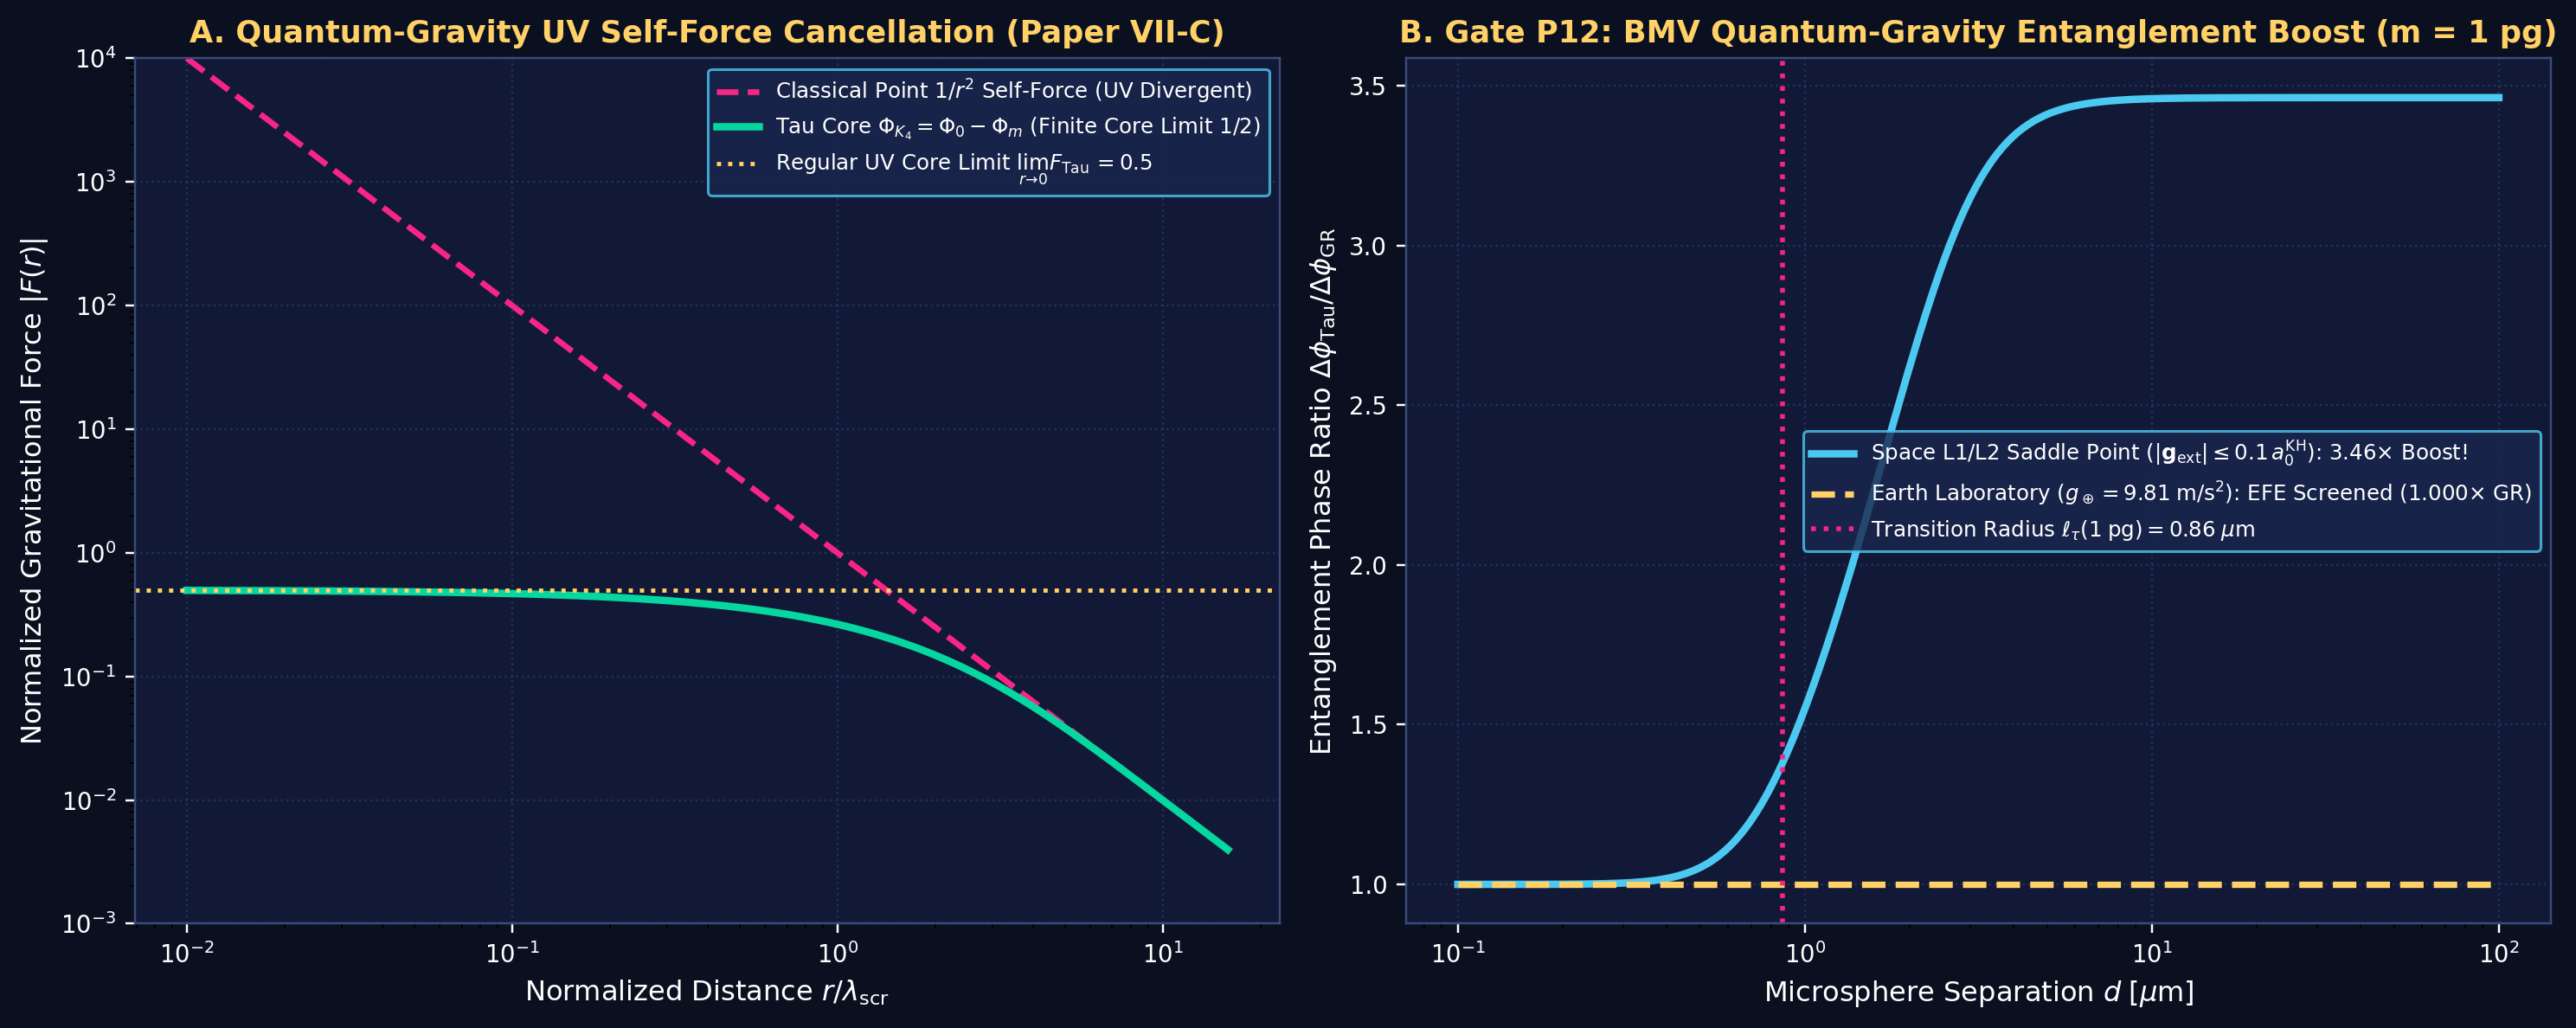 A. Quantum-Gravity UV Self-Force Cancellation (Paper VII-C)
Normalized Gravitational Force |F(r)|
10⁴
10³
10²
10¹
10⁰
10⁻¹
10⁻²
10⁻³
Classical Point 1/r² Self-Force (UV Divergent)
Tau Core Φ_{K₄} = Φ₀ − Φₘ (Finite Core Limit 1/2)
Regular UV Core Limit lim_{r→0} F_Tau = 0.5
10⁻² 10⁻¹ 10⁰ 10¹
Normalized Distance r/λ_scr
B. Gate P12: BMV Quantum-Gravity Entanglement Boost (m = 1 pg)
Entanglement Phase Ratio Δϕ_Tau/Δϕ_GR
3.5
3.0
2.5
2.0
1.5
1.0
Space L1/L2 Saddle Point (|g_ext| ≤ 0.1 a₀^KH): 3.46× Boost!
Earth Laboratory (g_⊕ = 9.81 m/s²): EFE Screened (1.000× GR)
Transition Radius ℓ_τ(1 pg) = 0.86 μm
10⁻¹ 10⁰ 10¹ 10²
Microsphere Separation d [μm]